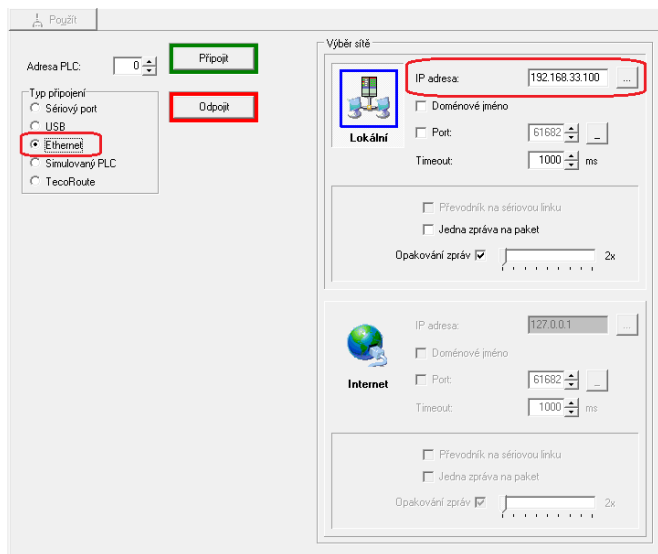 Použít
Adresa PLC: 0
Připojit
Typ připojení
Odpojit
Sériový port
USB
Ethernet
Simulovaný PLC
TecoRoute
Výběr sítě
Lokální
IP adresa: 192.168.33.100 ...
Doménové jméno
Port: 61682 _
Timeout: 1000 ms
Převodník na sériovou linku
Jedna zpráva na paket
Opakování zpráv 2x
Internet
IP adresa: 127.0.0.1 ...
Doménové jméno
Port: 61682 _
Timeout: 1000 ms
Převodník na sériovou linku
Jedna zpráva na paket
Opakování zpráv 2x